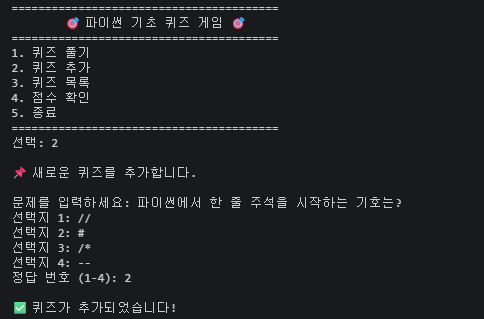 ========================================
🎯 파이썬 기초 퀴즈 게임 🎯
========================================
1. 퀴즈 풀기
2. 퀴즈 추가
3. 퀴즈 목록
4. 점수 확인
5. 종료
========================================
선택: 2
📌 새로운 퀴즈를 추가합니다.
문제를 입력하세요: 파이썬에서 한 줄 주석을 시작하는 기호는?
선택지 1: //
선택지 2: #
선택지 3: /*
선택지 4: --
정답 번호 (1-4): 2
✅ 퀴즈가 추가되었습니다!